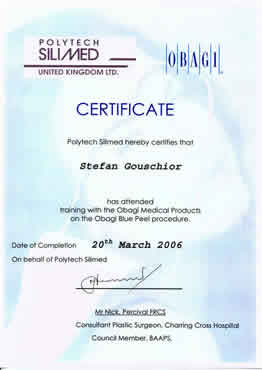 POLYTECH
SILIMED
UNITED KINGDOM LTD.
OBAGI
CERTIFICATE
Polytech Silimed hereby certifies that
Stefan Gouschior
has attended
training with the Obagi Medical Products
on the Obagi Blue Peel procedure.
Date of Completion 20th March 2006
On behalf of Polytech Silimed
Mr Nick. Percival FRCS
Consultant Plastic Surgeon, Charring Cross Hospital
Council Member, BAAPS.